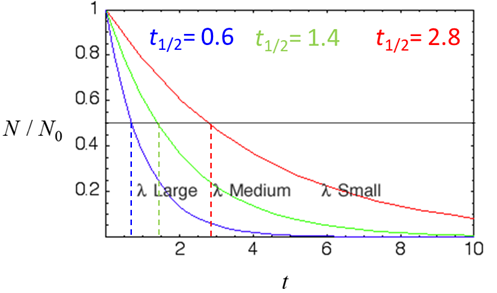 1
t1/2= 0.6 t1/2= 1.4 t1/2= 2.8
0.8
0.6
N / N0
0.4
λ Large λ Medium λ Small
0.2
2 4 6 8 10
t